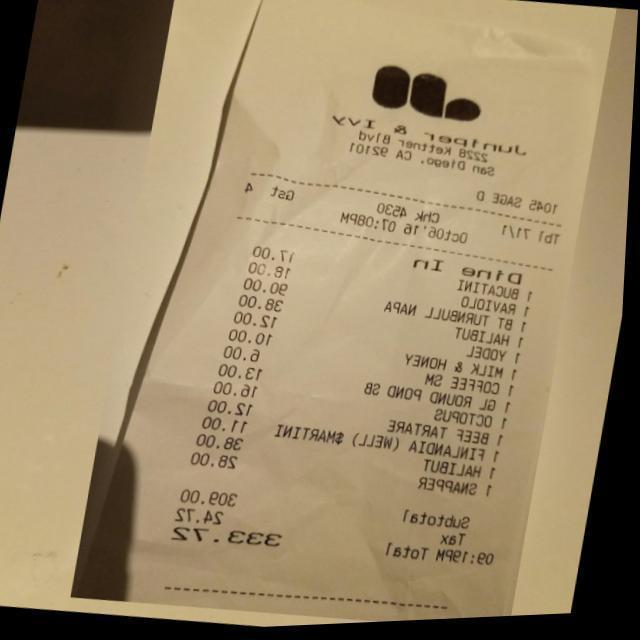 Juniper & Ivy
2228 Kettner Blvd
San Diego, CA 92101
1045 SAGE D
Tbl 71/1 Chk 4530 Gst 4
Oct06'16 07:08PM
Dine In
1 BUCATINI 17.00
1 RAVIOLO 18.00
1 BT TURNBULL NAPA 90.00
1 HALIBUT 38.00
1 YODEL 12.00
1 MILK & HONEY 10.00
1 COFFEE SM 6.00
1 GL ROUND POND SB 13.00
1 OCTOPUS 16.00
1 BEEF TARTARE 12.00
1 FINLANDIA (WELL) $MARTINI 11.00
1 HALIBUT 38.00
1 SNAPPER 28.00
Subtotal 309.00
Tax 24.72
09:19PM Total 333.72